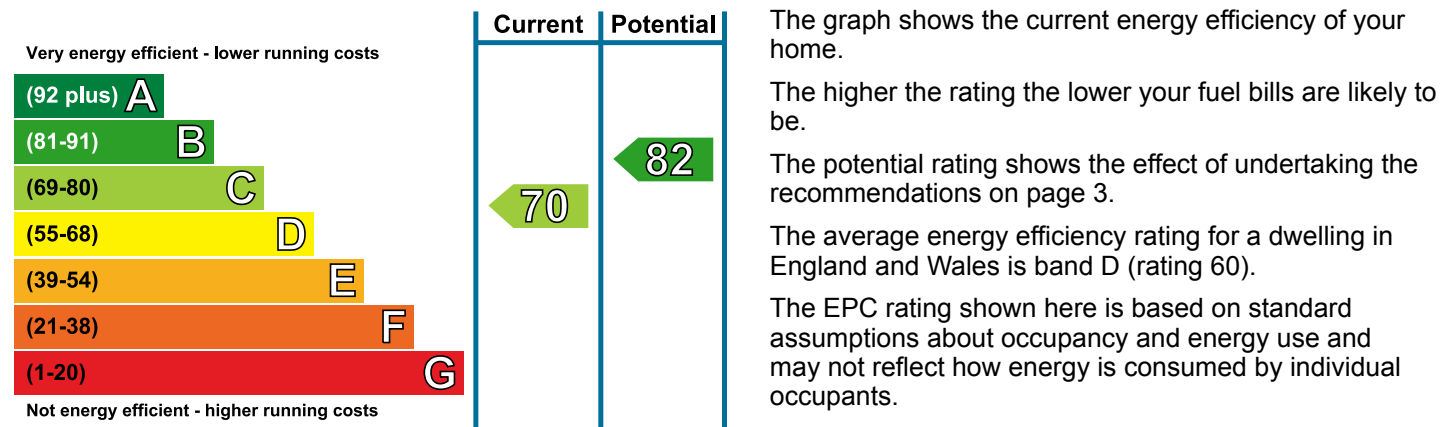 Current Potential
Very energy efficient - lower running costs
(92 plus) A
(81-91) B
82
(69-80) C
70
(55-68) D
(39-54) E
(21-38) F
(1-20) G
Not energy efficient - higher running costs
The graph shows the current energy efficiency of your
home.
The higher the rating the lower your fuel bills are likely to
be.
The potential rating shows the effect of undertaking the
recommendations on page 3.
The average energy efficiency rating for a dwelling in
England and Wales is band D (rating 60).
The EPC rating shown here is based on standard
assumptions about occupancy and energy use and
may not reflect how energy is consumed by individual
occupants.